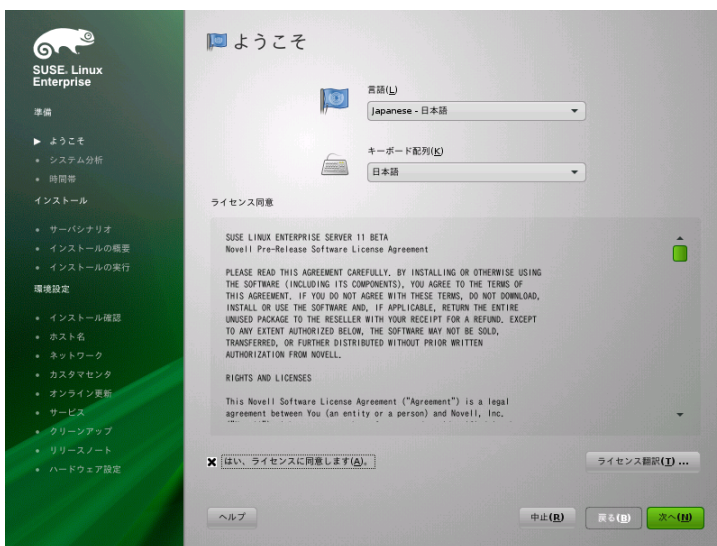 SUSE. Linux
Enterprise
準備
ようこそ
システム分析
時間帯
インストール
サーバシナリオ
インストールの概要
インストールの実行
環境設定
インストール確認
ホスト名
ネットワーク
カスタマセンタ
オンライン更新
サービス
クリーンアップ
リリースノート
ハードウェア設定
ようこそ
言語(L)
Japanese - 日本語
キーボード配列(K)
日本語
ライセンス同意
SUSE LINUX ENTERPRISE SERVER 11 BETA
Novell Pre-Release Software License Agreement
PLEASE READ THIS AGREEMENT CAREFULLY. BY INSTALLING OR OTHERWISE USING
THE SOFTWARE (INCLUDING ITS COMPONENTS), YOU AGREE TO THE TERMS OF
THIS AGREEMENT. IF YOU DO NOT AGREE WITH THESE TERMS, DO NOT DOWNLOAD,
INSTALL OR USE THE SOFTWARE AND, IF APPLICABLE, RETURN THE ENTIRE
UNUSED PACKAGE TO THE RESELLER WITH YOUR RECEIPT FOR A REFUND. EXCEPT
TO ANY EXTENT AUTHORIZED BELOW, THE SOFTWARE MAY NOT BE SOLD,
TRANSFERRED, OR FURTHER DISTRIBUTED WITHOUT PRIOR WRITTEN
AUTHORIZATION FROM NOVELL.
RIGHTS AND LICENSES
This Novell Software License Agreement ("Agreement") is a legal
agreement between You (an entity or a person) and Novell, Inc.
はい、ライセンスに同意します(A)。
ライセンス翻訳(T) ...
ヘルプ
中止(R)
戻る(B)
次へ(N)